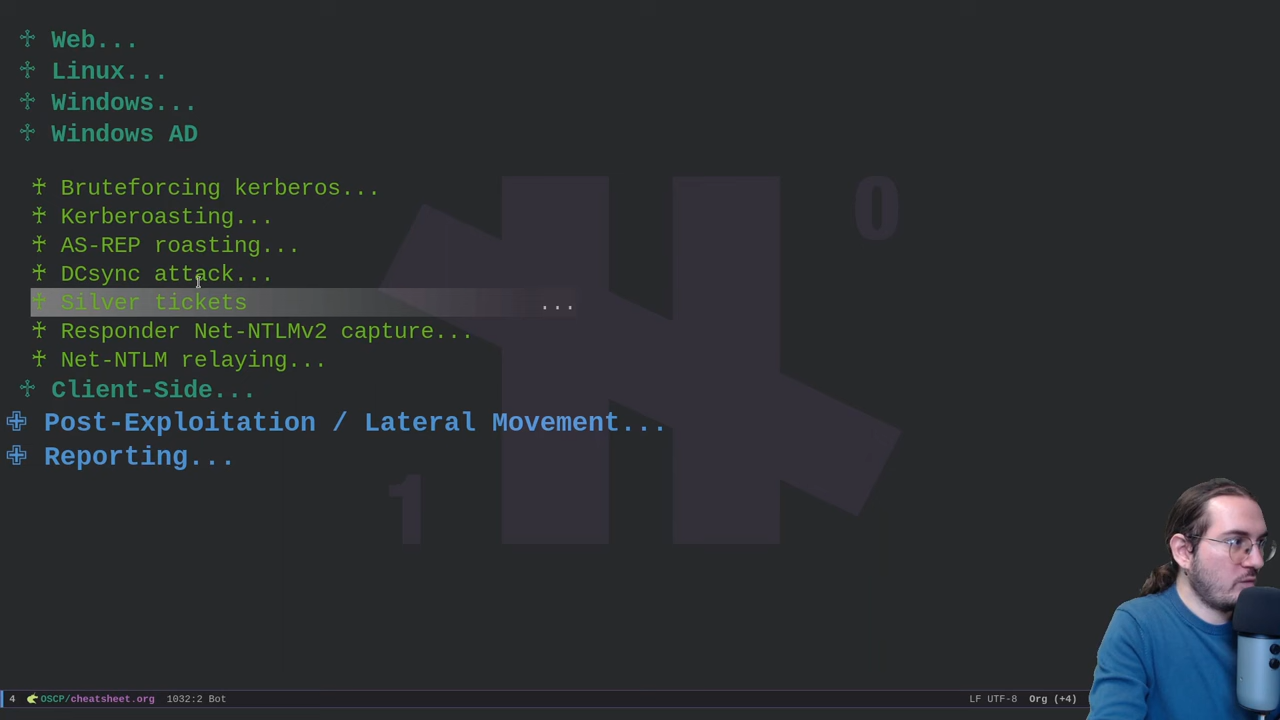 Web...
Linux...
Windows...
Windows AD
Bruteforcing kerberos...
Kerberoasting...
AS-REP roasting...
DCsync attack...
Silver tickets ...
Responder Net-NTLMv2 capture...
Net-NTLM relaying...
Client-Side...
Post-Exploitation / Lateral Movement...
Reporting...
0
1
4 OSCP/cheatsheet.org 1032:2 Bot LF UTF-8 Org (+4)